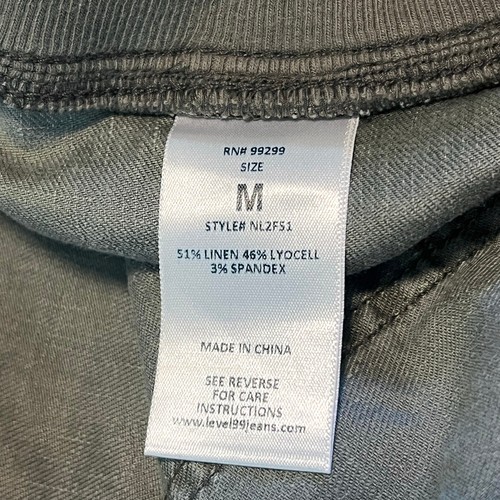 RN# 99299
SIZE
M
STYLE# NL2FS1
51% LINEN 46% LYOCELL
3% SPANDEX
MADE IN CHINA
SEE REVERSE
FOR CARE
INSTRUCTIONS
www.level99jeans.com